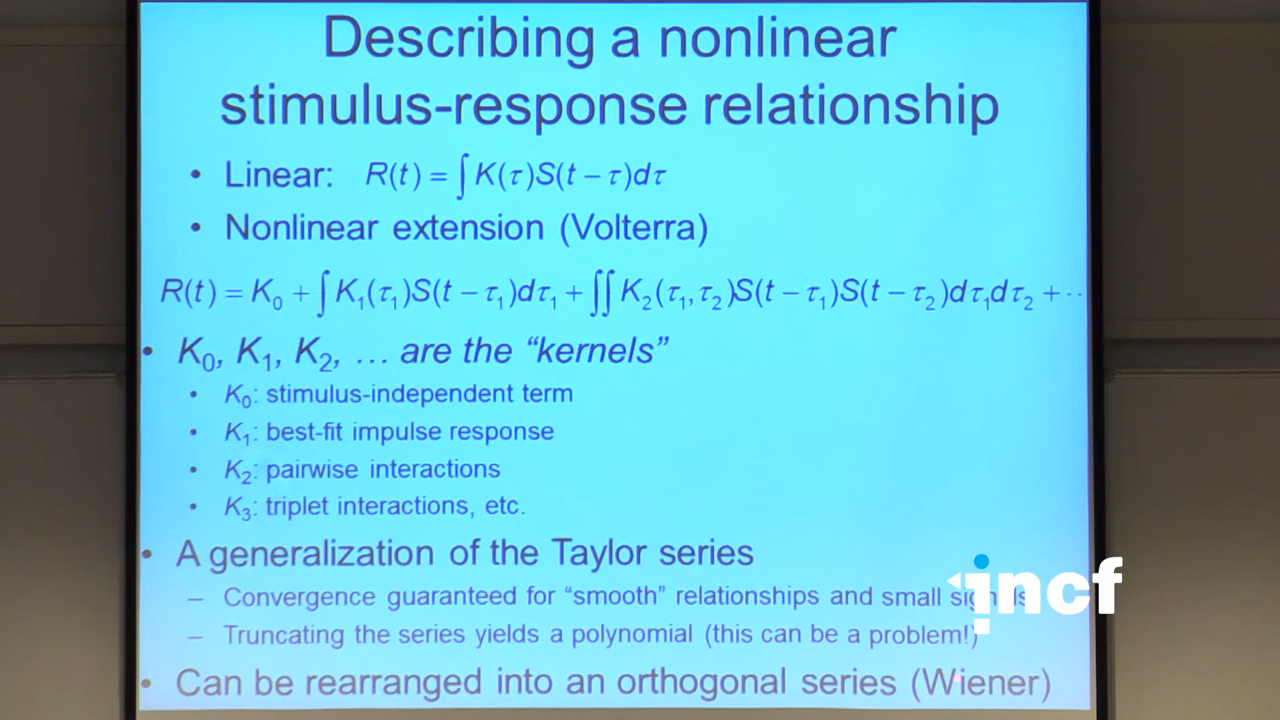 Describing a nonlinear
stimulus-response relationship
• Linear: R(t) = ∫ K(τ)S(t − τ)dτ
• Nonlinear extension (Volterra)
R(t) = K₀ + ∫ K₁(τ₁)S(t − τ₁)dτ₁ + ∬ K₂(τ₁,τ₂)S(t − τ₁)S(t − τ₂)dτ₁dτ₂ + ··
• K₀, K₁, K₂, … are the “kernels”
• K₀: stimulus-independent term
• K₁: best-fit impulse response
• K₂: pairwise interactions
• K₃: triplet interactions, etc.
• A generalization of the Taylor series
– Convergence guaranteed for “smooth” relationships and small
– Truncating the series yields a polynomial (this can be a problem!)
• Can be rearranged into an orthogonal series (Wiener)
incf